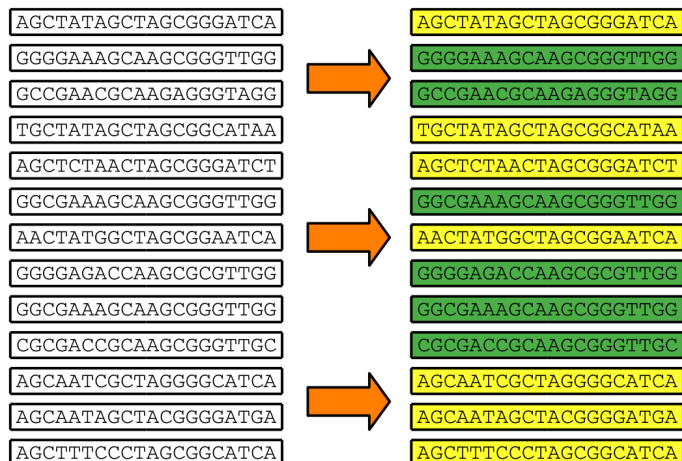 AGCTATAGCTAGCGGGATCA AGCTATAGCTAGCGGGATCA
GGGGAAAGCAAGCGGGTTGG GGGGAAAGCAAGCGGGTTGG
GCCGAACGCAAGAGGGTAGG GCCGAACGCAAGAGGGTAGG
TGCTATAGCTAGCGGCATAA TGCTATAGCTAGCGGCATAA
AGCTCTAACTAGCGGGATCT AGCTCTAACTAGCGGGATCT
GGCGAAAGCAAGCGGGTTGG GGCGAAAGCAAGCGGGTTGG
AACTATGGCTAGCGGAATCA AACTATGGCTAGCGGAATCA
GGGGAGACCAAGCGCGTTGG GGGGAGACCAAGCGCGTTGG
GGCGAAAGCAAGCGGGTTGG GGCGAAAGCAAGCGGGTTGG
CGCGACCGCAAGCGGGTTGC CGCGACCGCAAGCGGGTTGC
AGCAATCGCTAGGGGCATCA AGCAATCGCTAGGGGCATCA
AGCAATAGCTACGGGGATGA AGCAATAGCTACGGGGATGA
AGCTTTCCCTAGCGGCATCA AGCTTTCCCTAGCGGCATCA